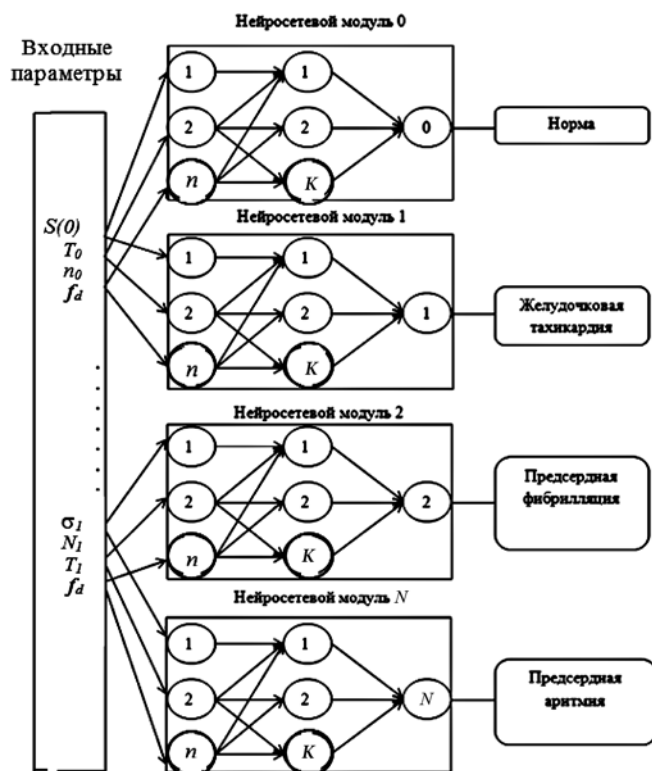 Нейросетевой модуль 0
Входные
параметры
1
1
2
2
0
Норма
n
K
Нейросетевой модуль 1
S(0)
T0
n0
fd
1
1
2
2
1
Желудочковая
тахикардия
n
K
Нейросетевой модуль 2
1
1
2
2
2
Предсердная
фибрилляция
n
K
σ1
N1
T1
fd
Нейросетевой модуль N
1
1
2
2
N
Предсердная
аритмия
n
K